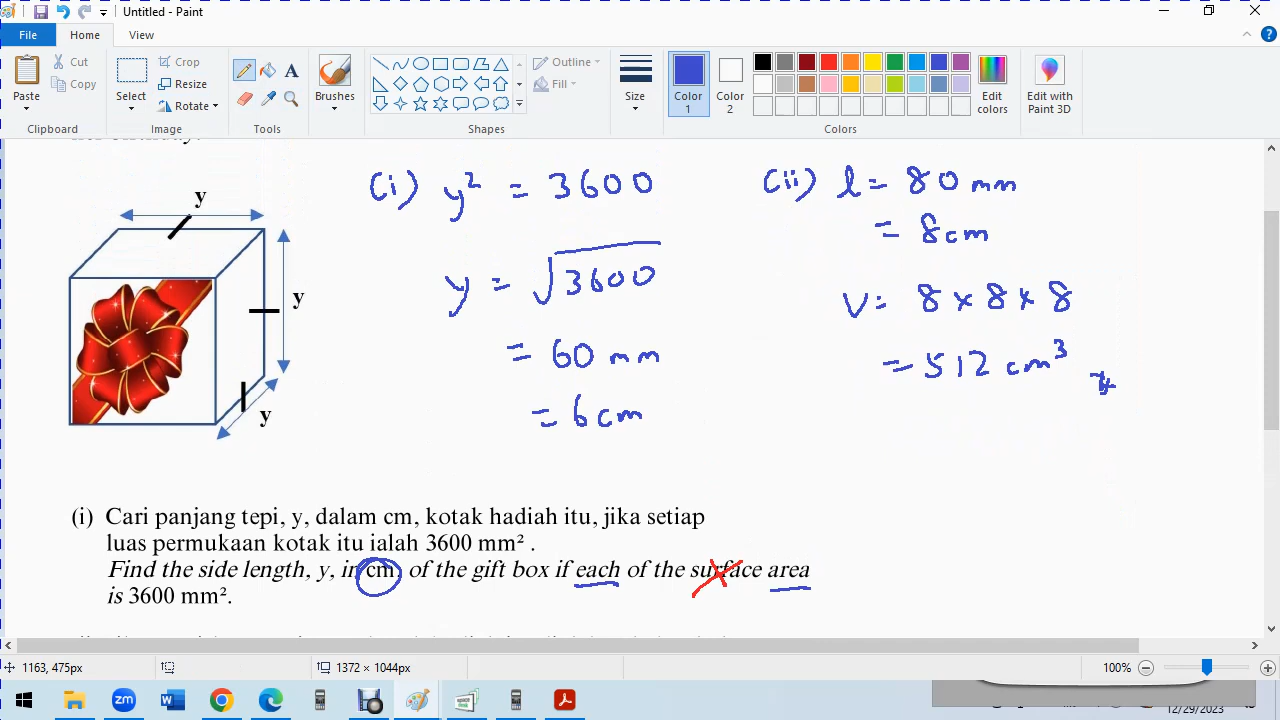 Untitled - Paint
File Home View
Paste
Clipboard
Cut
Copy
Select
Crop
Resize
Rotate
Image
A
Tools
Brushes
Outline
Fill
Shapes
Size
Color 1
Color 2
Colors
Edit colors
Edit with Paint 3D
her birthday.
y
y
y
(i) y² = 3600
y = √3600
= 60 mm
= 6 cm
(ii) l = 80 mm
= 8cm
V = 8 × 8 × 8
= 512 cm³
(i) Cari panjang tepi, y, dalam cm, kotak hadiah itu, jika setiap
luas permukaan kotak itu ialah 3600 mm² .
Find the side length, y, in cm, of the gift box if each of the surface area
is 3600 mm².
1163, 475px
1372 × 1044px
100%
zm
W
12/29/2023